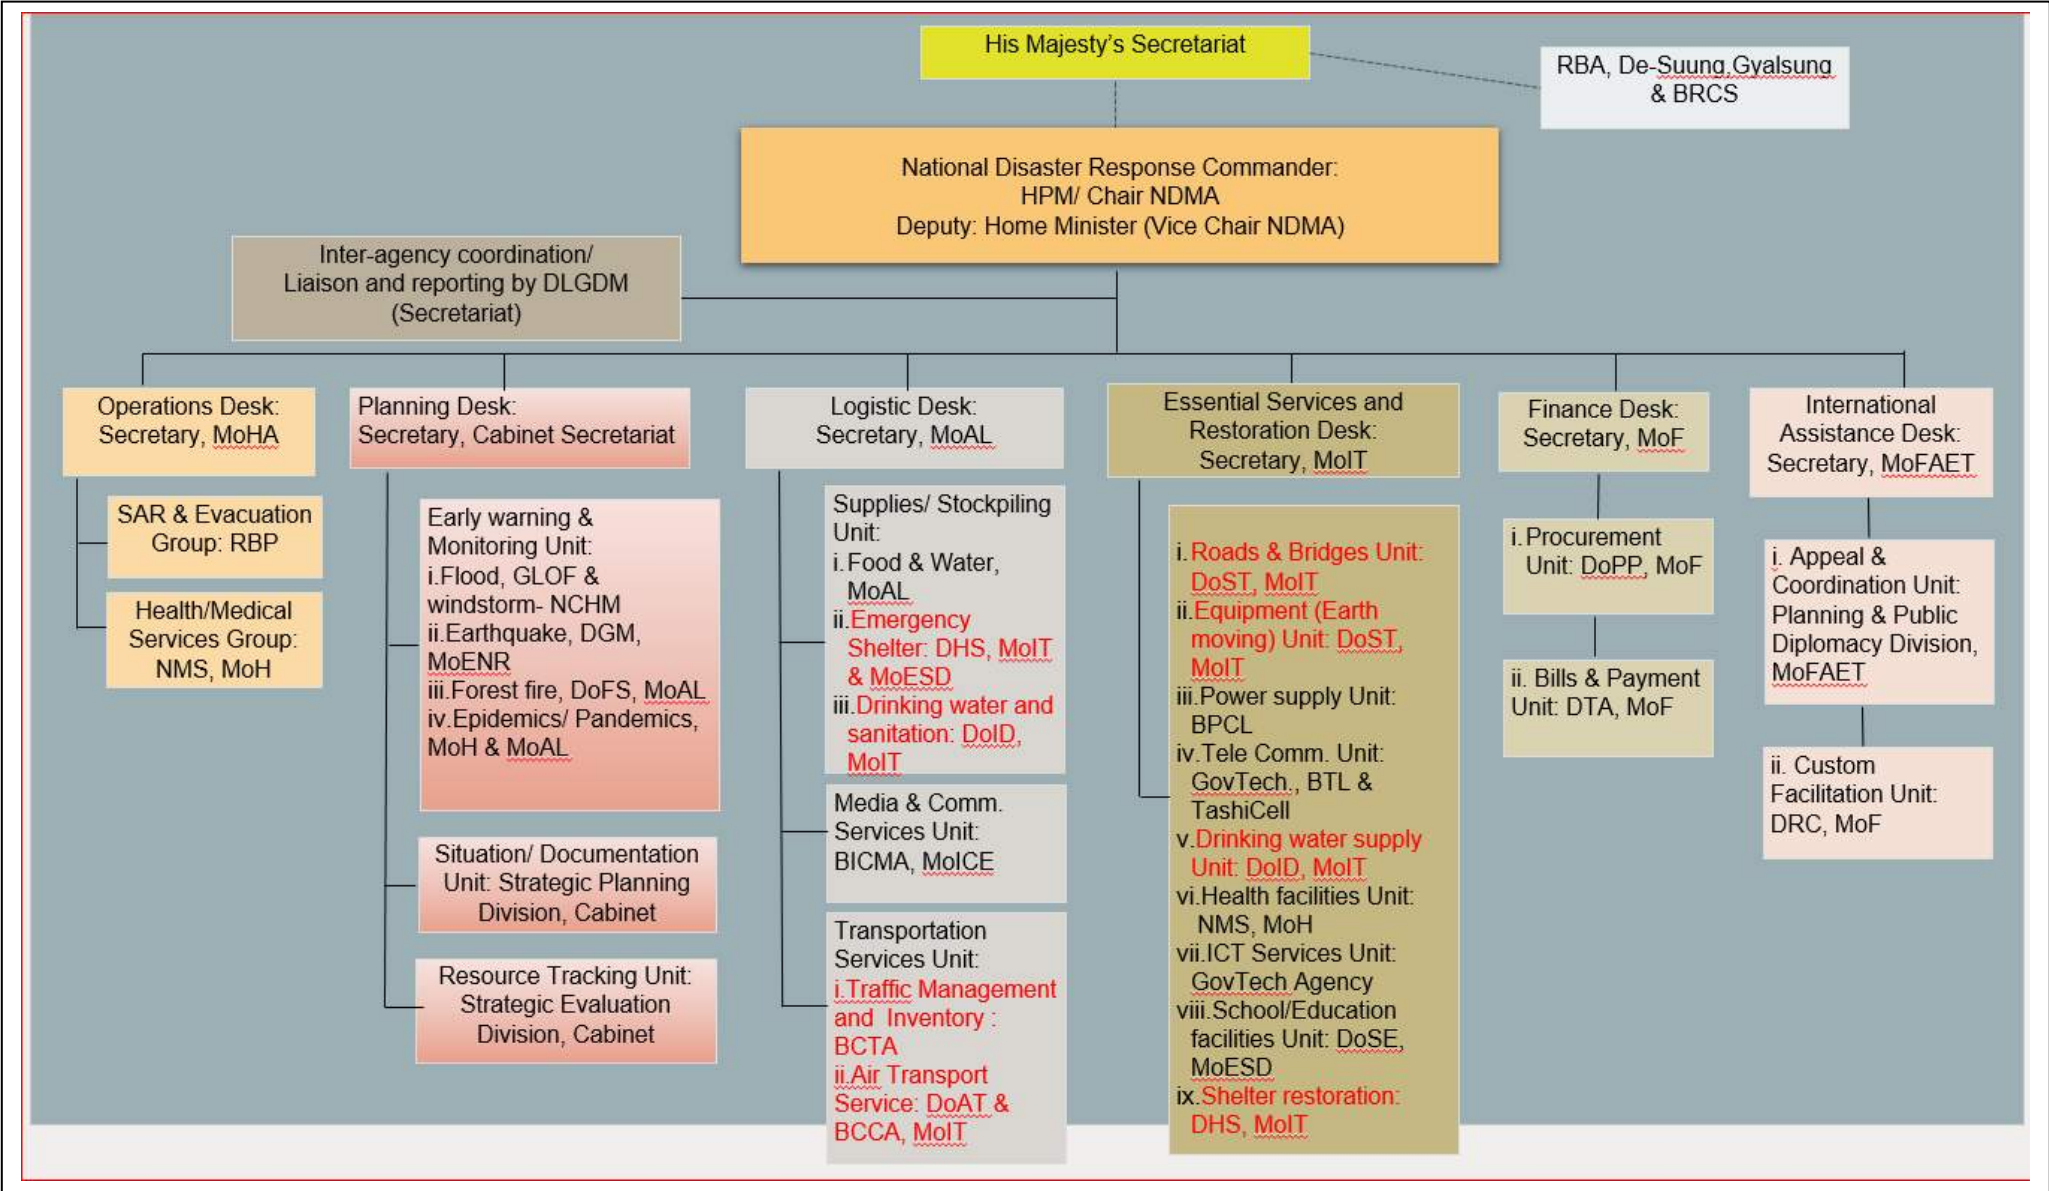 His Majesty’s Secretariat
RBA, De-Suung,Gyalsung
& BRCS
National Disaster Response Commander:
HPM/ Chair NDMA
Deputy: Home Minister (Vice Chair NDMA)
Inter-agency coordination/
Liaison and reporting by DLGDM
(Secretariat)
Operations Desk:
Secretary, MoHA
SAR & Evacuation
Group: RBP
Health/Medical
Services Group:
NMS, MoH
Planning Desk:
Secretary, Cabinet Secretariat
Early warning &
Monitoring Unit:
i.Flood, GLOF &
windstorm- NCHM
ii.Earthquake, DGM,
MoENR
iii.Forest fire, DoFS, MoAL
iv.Epidemics/ Pandemics,
MoH & MoAL
Situation/ Documentation
Unit: Strategic Planning
Division, Cabinet
Resource Tracking Unit:
Strategic Evaluation
Division, Cabinet
Logistic Desk:
Secretary, MoAL
Supplies/ Stockpiling
Unit:
i.Food & Water,
MoAL
ii.Emergency
Shelter: DHS, MoIT
& MoESD
iii.Drinking water and
sanitation: DoID,
MoIT
Media & Comm.
Services Unit:
BICMA, MoICE
Transportation
Services Unit:
i.Traffic Management
and Inventory :
BCTA
ii.Air Transport
Service: DoAT &
BCCA, MoIT
Essential Services and
Restoration Desk:
Secretary, MoIT
i.Roads & Bridges Unit:
DoST, MoIT
ii.Equipment (Earth
moving) Unit: DoST,
MoIT
iii.Power supply Unit:
BPCL
iv.Tele Comm. Unit:
GovTech., BTL &
TashiCell
v.Drinking water supply
Unit: DoID, MoIT
vi.Health facilities Unit:
NMS, MoH
vii.ICT Services Unit:
GovTech Agency
viii.School/Education
facilities Unit: DoSE,
MoESD
ix.Shelter restoration:
DHS, MoIT
Finance Desk:
Secretary, MoF
i.Procurement
Unit: DoPP, MoF
ii. Bills & Payment
Unit: DTA, MoF
International
Assistance Desk:
Secretary, MoFAET
i. Appeal &
Coordination Unit:
Planning & Public
Diplomacy Division,
MoFAET
ii. Custom
Facilitation Unit:
DRC, MoF